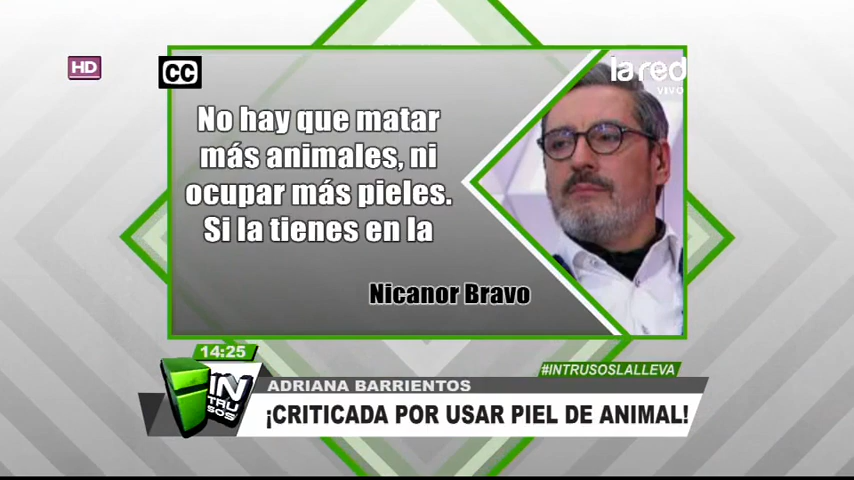 HD
CC
la red
VIVO
No hay que matar
más animales, ni
ocupar más pieles.
Si la tienes en la
Nicanor Bravo
14:25
#INTRUSOSLALLEVA
IN
TRU
SOS
ADRIANA BARRIENTOS
¡CRITICADA POR USAR PIEL DE ANIMAL!